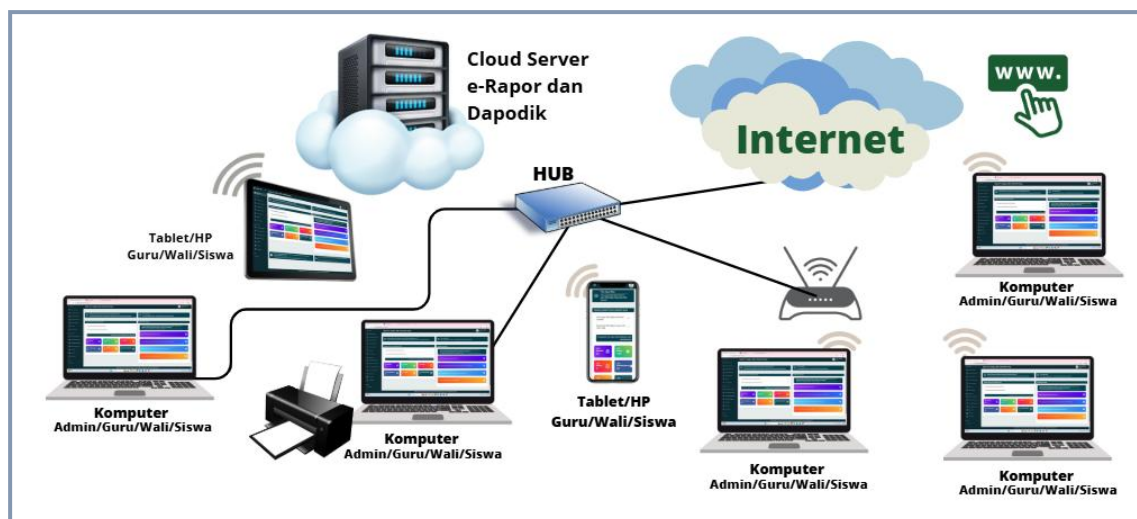 Cloud Server
e-Rapor dan
Dapodik
Internet
www.
HUB
Tablet/HP
Guru/Wali/Siswa
Komputer
Admin/Guru/Wali/Siswa
Komputer
Admin/Guru/Wali/Siswa
Komputer
Admin/Guru/Wali/Siswa
Tablet/HP
Guru/Wali/Siswa
Komputer
Admin/Guru/Wali/Siswa
Komputer
Admin/Guru/Wali/Siswa